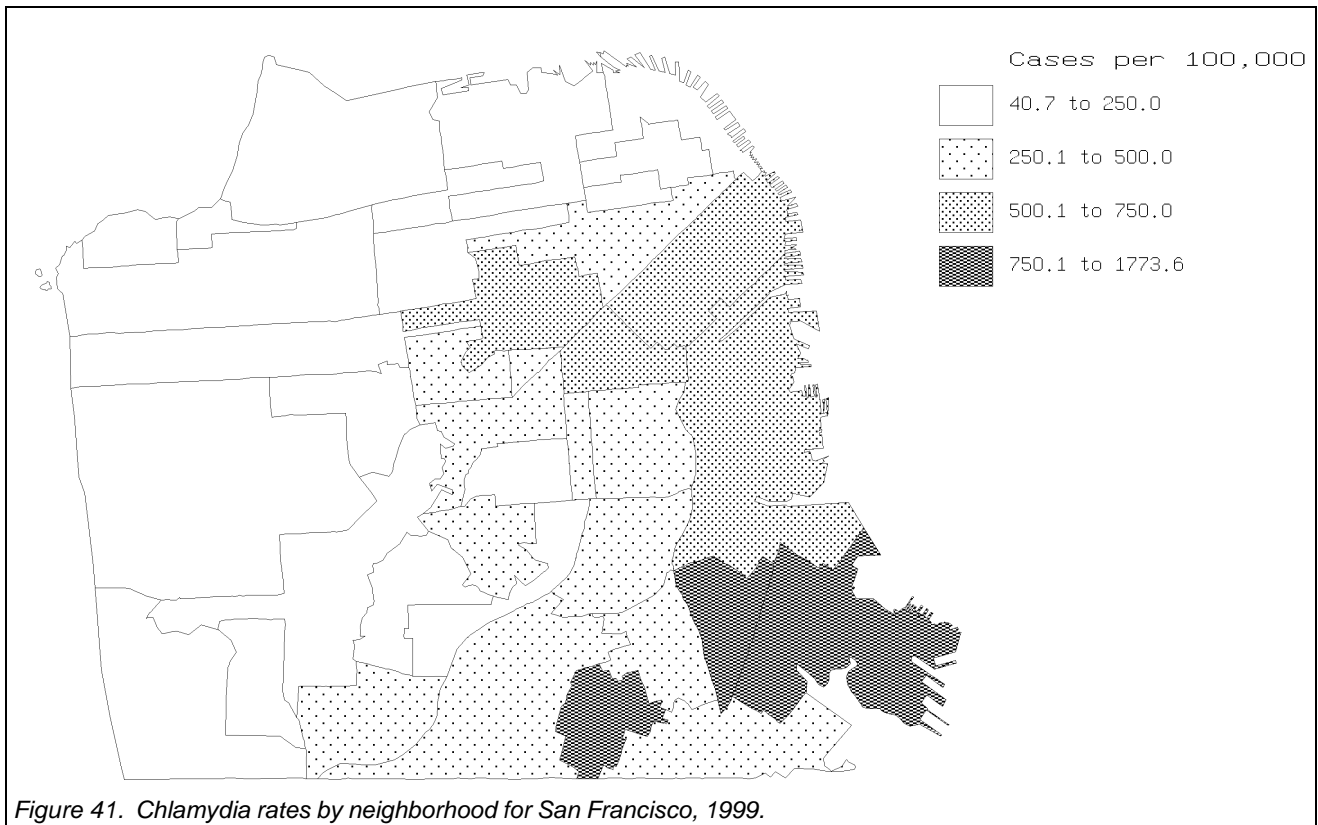 Cases per 100,000
40.7 to 250.0
250.1 to 500.0
500.1 to 750.0
750.1 to 1773.6
Figure 41. Chlamydia rates by neighborhood for San Francisco, 1999.